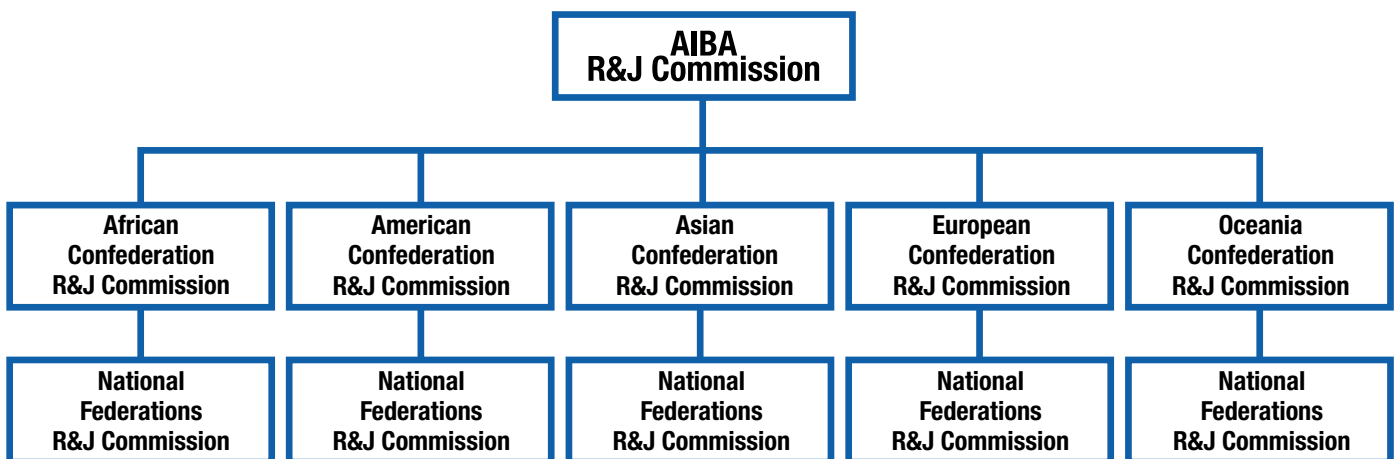 AIBA
R&J Commission
African
Confederation
R&J Commission
American
Confederation
R&J Commission
Asian
Confederation
R&J Commission
European
Confederation
R&J Commission
Oceania
Confederation
R&J Commission
National
Federations
R&J Commission
National
Federations
R&J Commission
National
Federations
R&J Commission
National
Federations
R&J Commission
National
Federations
R&J Commission